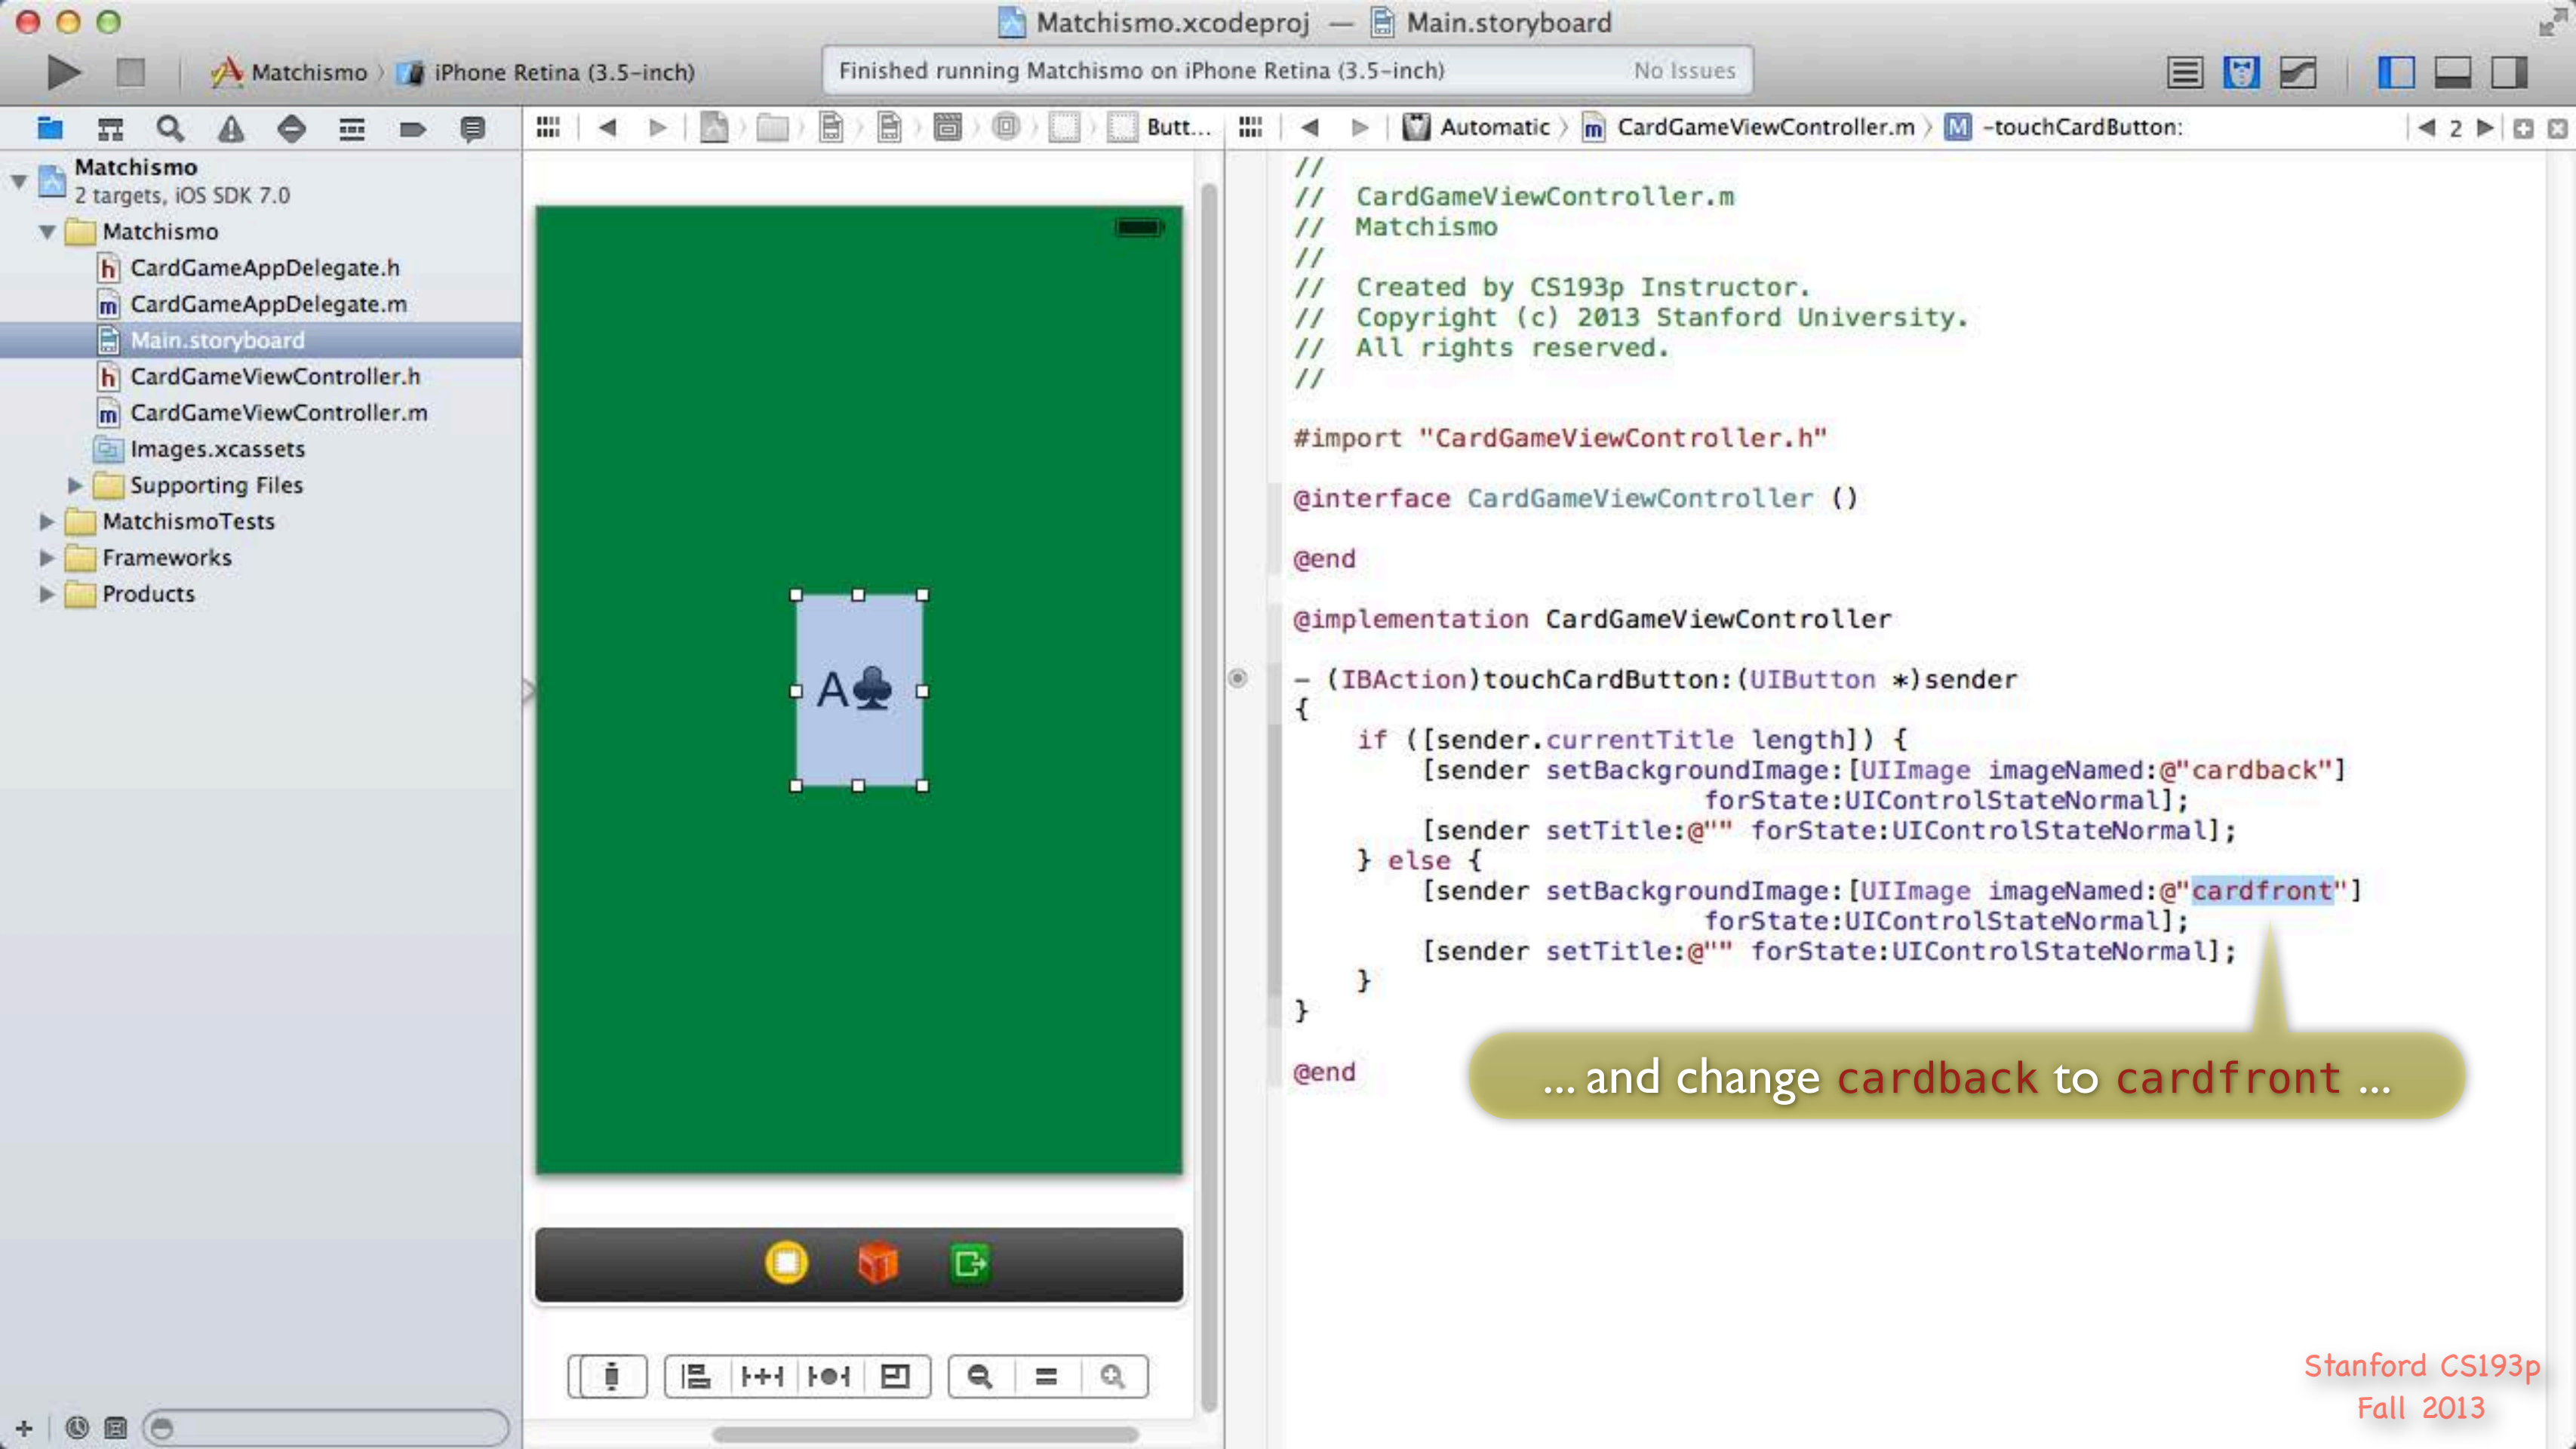 Matchismo.xcodeproj — Main.storyboard
Matchismo
iPhone Retina (3.5-inch)
Finished running Matchismo on iPhone Retina (3.5-inch)
No Issues
Butt...
Automatic
CardGameViewController.m
M
-touchCardButton:
2
Matchismo
2 targets, iOS SDK 7.0
Matchismo
h CardGameAppDelegate.h
m CardGameAppDelegate.m
Main.storyboard
h CardGameViewController.h
m CardGameViewController.m
Images.xcassets
Supporting Files
MatchismoTests
Frameworks
Products
A♣
//
//  CardGameViewController.m
//  Matchismo
//
//  Created by CS193p Instructor.
//  Copyright (c) 2013 Stanford University.
//  All rights reserved.
//
#import "CardGameViewController.h"
@interface CardGameViewController ()
@end
@implementation CardGameViewController
- (IBAction)touchCardButton:(UIButton *)sender
{
    if ([sender.currentTitle length]) {
        [sender setBackgroundImage:[UIImage imageNamed:@"cardback"]
                          forState:UIControlStateNormal];
        [sender setTitle:@"" forState:UIControlStateNormal];
    } else {
        [sender setBackgroundImage:[UIImage imageNamed:@"cardfront"]
                          forState:UIControlStateNormal];
        [sender setTitle:@"" forState:UIControlStateNormal];
    }
}
@end
... and change cardback to cardfront ...
Stanford CS193p
Fall 2013